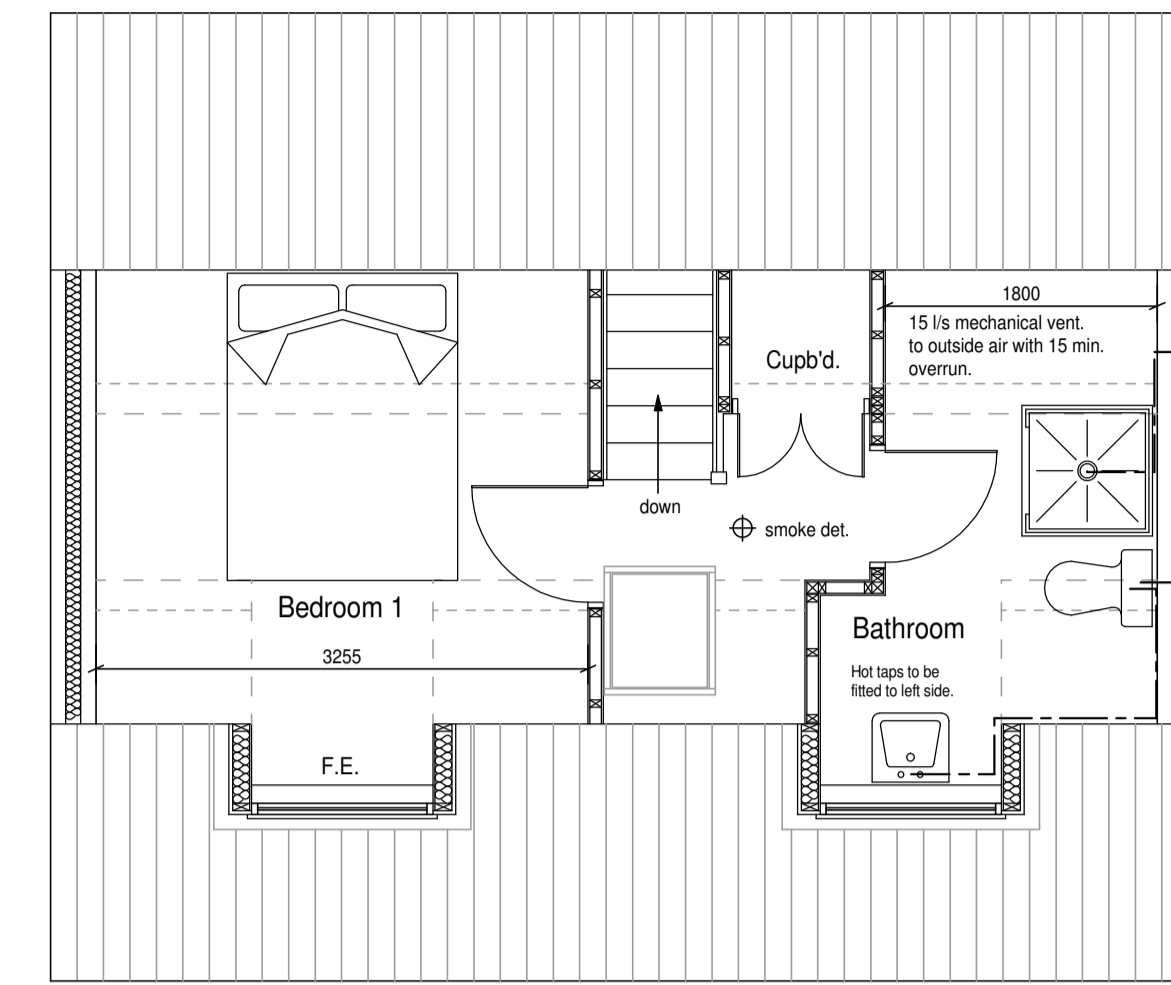 1800
15 l/s mechanical vent.
to outside air with 15 min.
overrun.
Cupb'd.
down
smoke det.
Bedroom 1
3255
Bathroom
Hot taps to be
fitted to left side.
F.E.